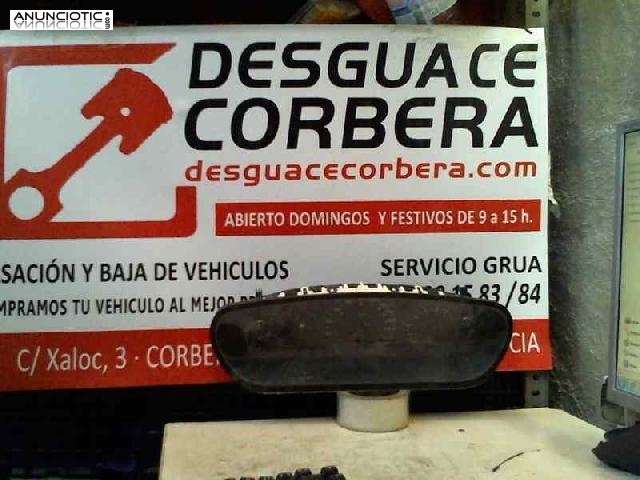 ANUNCIOTIC
DESGUACE
CORBERA
desguacecorbera.com
ABIERTO DOMINGOS Y FESTIVOS DE 9 a 15 h.
SACIÓN Y BAJA DE VEHICULOS
SERVICIO GRUA
MPRAMOS TU VEHICULO AL MEJOR
15 83 / 84
C/ Xaloc, 3 · CORBE
CIA